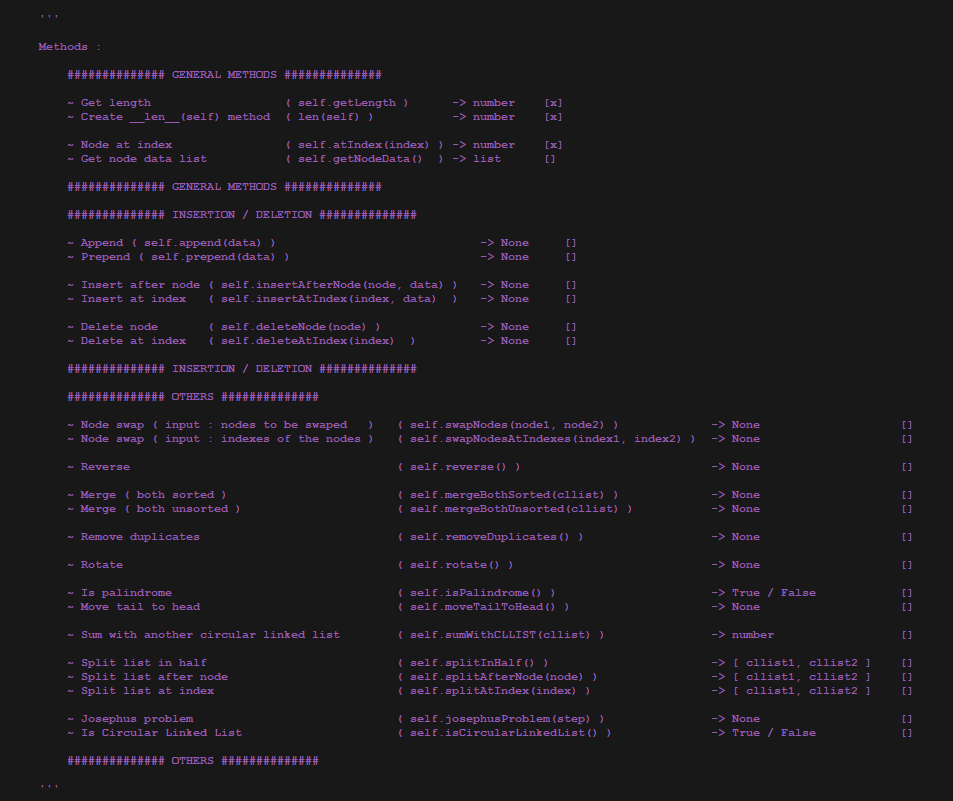 '''
Methods :
############## GENERAL METHODS ##############
~ Get length ( self.getLength ) -> number [x]
~ Create __len__(self) method ( len(self) ) -> number [x]
~ Node at index ( self.atIndex(index) ) -> number [x]
~ Get node data list ( self.getNodeData() ) -> list []
############## GENERAL METHODS ##############
############## INSERTION / DELETION ##############
~ Append ( self.append(data) ) -> None []
~ Prepend ( self.prepend(data) ) -> None []
~ Insert after node ( self.insertAfterNode(node, data) ) -> None []
~ Insert at index ( self.insertAtIndex(index, data) ) -> None []
~ Delete node ( self.deleteNode(node) ) -> None []
~ Delete at index ( self.deleteAtIndex(index) ) -> None []
############## INSERTION / DELETION ##############
############## OTHERS ##############
~ Node swap ( input : nodes to be swaped ) ( self.swapNodes(node1, node2) ) -> None []
~ Node swap ( input : indexes of the nodes ) ( self.swapNodesAtIndexes(index1, index2) ) -> None []
~ Reverse ( self.reverse() ) -> None []
~ Merge ( both sorted ) ( self.mergeBothSorted(cllist) ) -> None []
~ Merge ( both unsorted ) ( self.mergeBothUnsorted(cllist) ) -> None []
~ Remove duplicates ( self.removeDuplicates() ) -> None []
~ Rotate ( self.rotate() ) -> None []
~ Is palindrome ( self.isPalindrome() ) -> True / False []
~ Move tail to head ( self.moveTailToHead() ) -> None []
~ Sum with another circular linked list ( self.sumWithCLLIST(cllist) ) -> number []
~ Split list in half ( self.splitInHalf() ) -> [ cllist1, cllist2 ] []
~ Split list after node ( self.splitAfterNode(node) ) -> [ cllist1, cllist2 ] []
~ Split list at index ( self.splitAtIndex(index) ) -> [ cllist1, cllist2 ] []
~ Josephus problem ( self.josephusProblem(step) ) -> None []
~ Is Circular Linked List ( self.isCircularLinkedList() ) -> True / False []
############## OTHERS ##############
'''